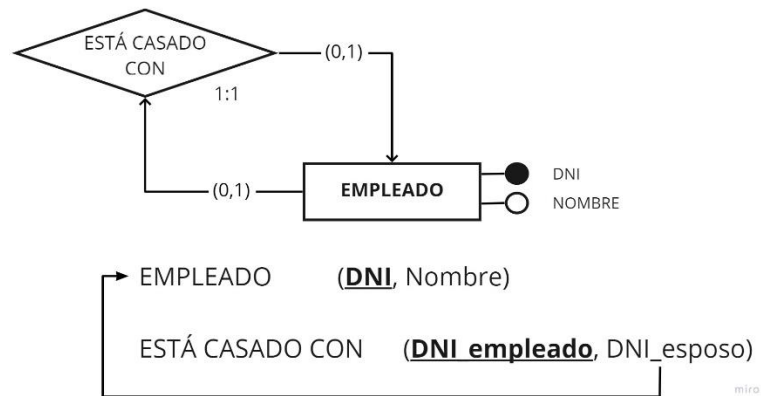 ESTÁ CASADO
CON
(0,1)
1:1
(0,1)
EMPLEADO
DNI
NOMBRE
EMPLEADO (DNI, Nombre)
ESTÁ CASADO CON (DNI_empleado, DNI_esposo)
miro